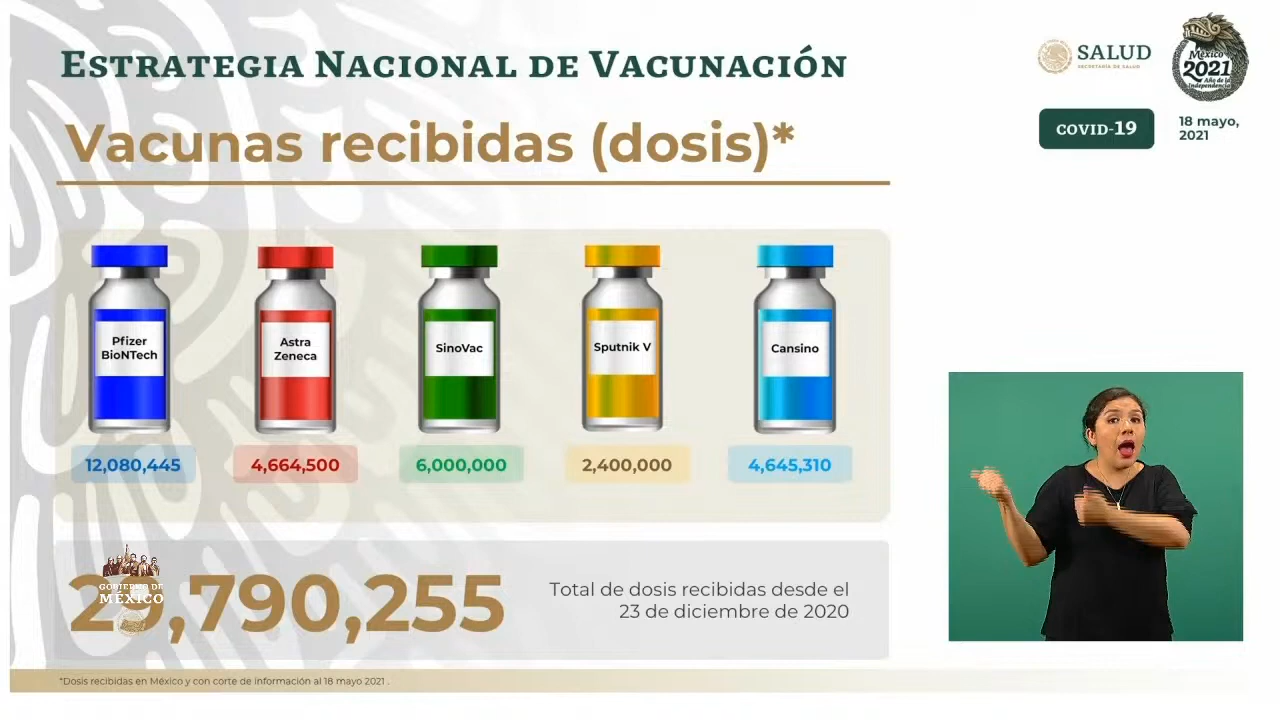 ESTRATEGIA NACIONAL DE VACUNACIÓN
SALUD
SECRETARÍA DE SALUD
México
2021
Año de la
Independencia
Vacunas recibidas (dosis)*
COVID-19
18 mayo,
2021
Pfizer
BioNTech
Astra
Zeneca
SinoVac
Sputnik V
Cansino
12,080,445
4,664,500
6,000,000
2,400,000
4,645,310
GOBIERNO DE
MÉXICO
29,790,255
Total de dosis recibidas desde el
23 de diciembre de 2020
*Dosis recibidas en México y con corte de información al 18 mayo 2021 .